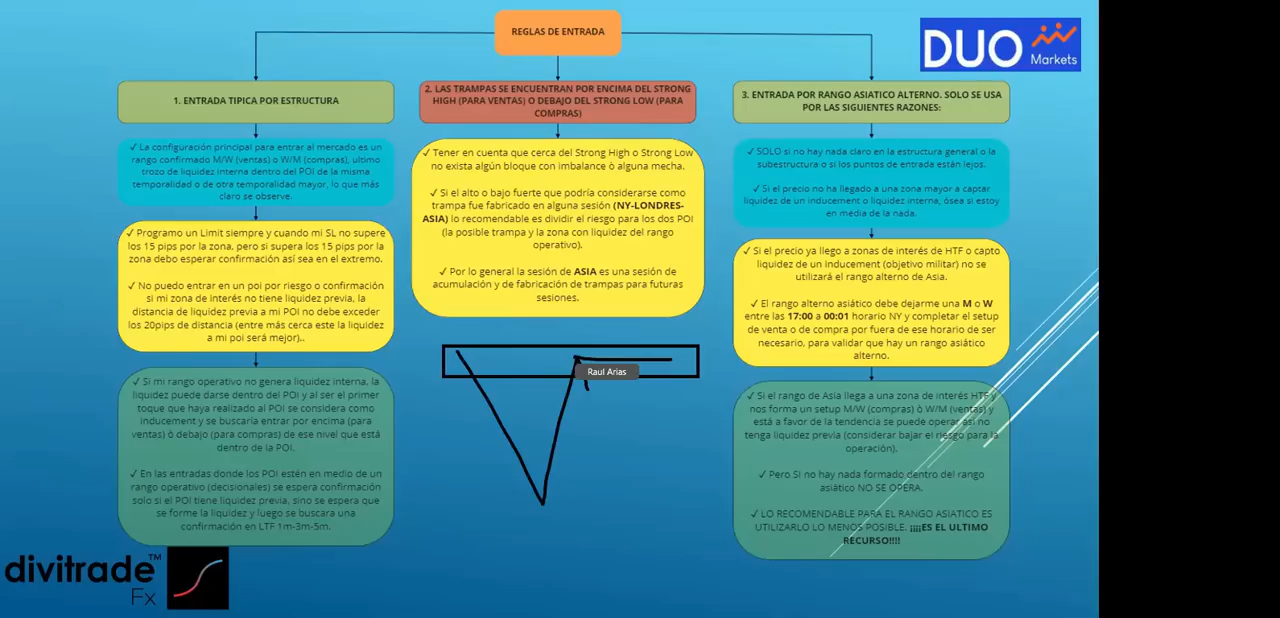 REGLAS DE ENTRADA
DUO
Markets
1. ENTRADA TIPICA POR ESTRUCTURA
✓ La configuración principal para entrar al mercado es un
rango confirmado M/W (ventas) o W/M (compras), ultimo
trozo de liquidez interna dentro del POI de la misma
temporalidad o de otra temporalidad mayor, lo que más
claro se observe.
✓ Programo un Limit siempre y cuando mi SL no supere
los 15 pips por la zona, pero si supera los 15 pips por la
zona debo esperar confirmación así sea en el extremo.
✓ No puedo entrar en un poi por riesgo o confirmación
si mi zona de interés no tiene liquidez previa, la
distancia de liquidez previa a mi POI no debe exceder
los 20pips de distancia (entre más cerca este la liquidez
a mi poi será mejor)..
✓ Si mi rango operativo no genera liquidez interna, la
liquidez puede darse dentro del POI y al ser el primer
toque que haya realizado al POI se considera como
inducement y se buscaría entrar por encima (para
ventas) ò debajo (para compras) de ese nivel que está
dentro de la POI.
✓ En las entradas donde los POI estén en medio de un
rango operativo (decisionales) se espera confirmación
solo si el POI tiene liquidez previa, sino se espera que
se forme la liquidez y luego se buscara una
confirmación en LTF 1m-3m-5m.
2. LAS TRAMPAS SE ENCUENTRAN POR ENCIMA DEL STRONG
HIGH (PARA VENTAS) O DEBAJO DEL STRONG LOW (PARA
COMPRAS)
✓ Tener en cuenta que cerca del Strong High o Strong Low
no exista algún bloque con imbalance ò alguna mecha.
✓ Si el alto o bajo fuerte que podría considerarse como
trampa fue fabricado en alguna sesión (NY-LONDRES-
ASIA) lo recomendable es dividir el riesgo para los dos POI
(la posible trampa y la zona con liquidez del rango
operativo).
✓ Por lo general la sesión de ASIA es una sesión de
acumulación y de fabricación de trampas para futuras
sesiones.
Raul Arias
3. ENTRADA POR RANGO ASIATICO ALTERNO. SOLO SE USA
POR LAS SIGUIENTES RAZONES:
✓ SOLO si no hay nada claro en la estructura general o la
subestructura o si los puntos de entrada están lejos.
✓ Si el precio no ha llegado a una zona mayor a captar
liquidez de un inducement o liquidez interna, ósea si estoy
en media de la nada.
✓ Si el precio ya llego a zonas de interés de HTF o capto
liquidez de un inducement (objetivo militar) no se
utilizará el rango alterno de Asia.
✓ El rango alterno asiático debe dejarme una M o W
entre las 17:00 a 00:01 horario NY y completar el setup
de venta o de compra por fuera de ese horario de ser
necesario, para validar que hay un rango asiático
alterno.
✓ Si el rango de Asia llega a una zona de interés HTF y
nos forma un setup M/W (compras) ò W/M (ventas) y
está a favor de la tendencia se puede operar así no
tenga liquidez previa (considerar bajar el riesgo para la
operación).
✓ Pero Si no hay nada formado dentro del rango
asiático NO SE OPERA.
✓ LO RECOMENDABLE PARA EL RANGO ASIATICO ES
UTILIZARLO LO MENOS POSIBLE. ¡¡¡¡ES EL ULTIMO
RECURSO!!!!
divitrade™
Fx